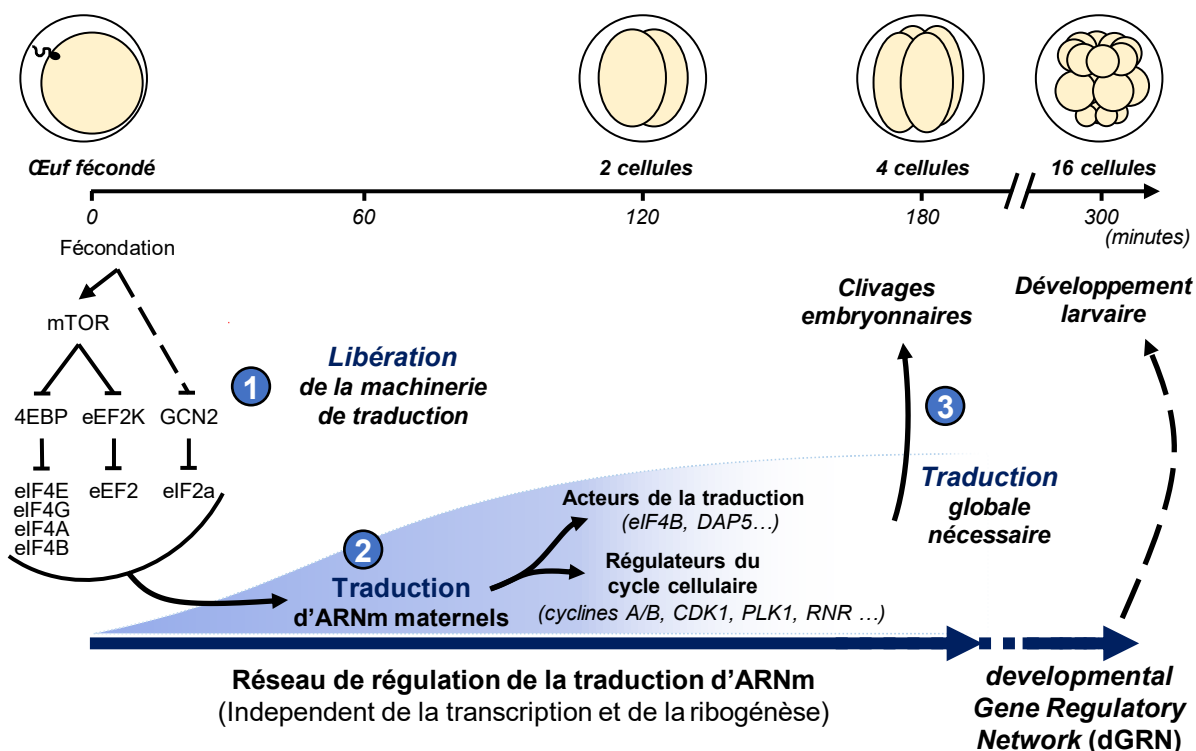 Œuf fécondé
2 cellules
4 cellules
16 cellules
0
60
120
180
300
(minutes)
Fécondation
mTOR
4EBP
eEF2K
GCN2
eIF4E
eIF4G
eIF4A
eIF4B
eEF2
eIF2a
1
Libération
de la machinerie
de traduction
2
Traduction
d'ARNm maternels
Acteurs de la traduction
(eIF4B, DAP5…)
Régulateurs du
cycle cellulaire
(cyclines A/B, CDK1, PLK1, RNR …)
Clivages
embryonnaires
3
Traduction
globale
nécessaire
Développement
larvaire
Réseau de régulation de la traduction d'ARNm
(Independent de la transcription et de la ribogénèse)
developmental
Gene Regulatory
Network (dGRN)